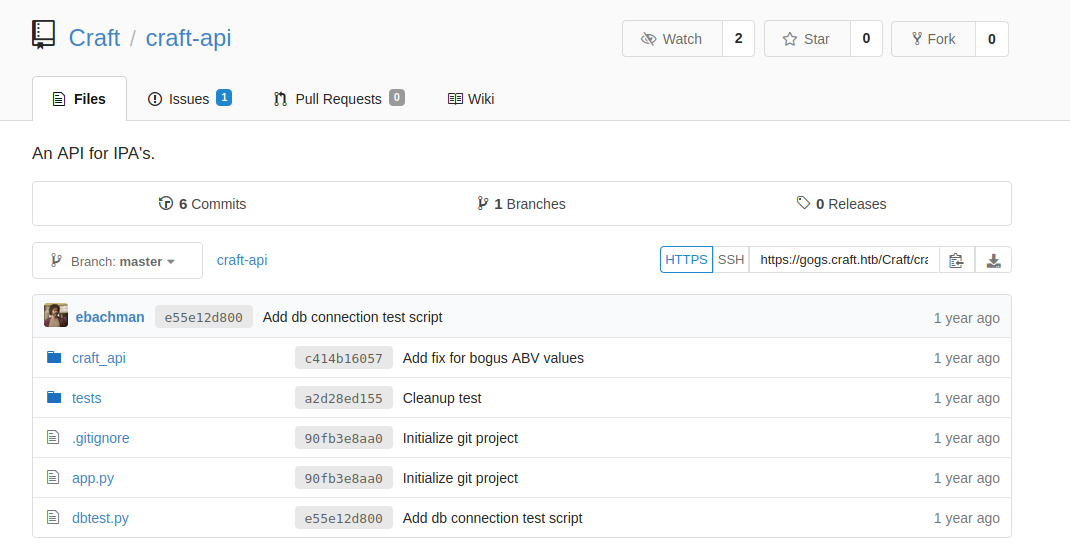 Craft / craft-api
Watch 2 Star 0 Fork 0
Files Issues 1 Pull Requests 0 Wiki
An API for IPA's.
6 Commits 1 Branches 0 Releases
Branch: master craft-api HTTPS SSH https://gogs.craft.htb/Craft/cra
ebachman e55e12d800 Add db connection test script 1 year ago
craft_api c414b16057 Add fix for bogus ABV values 1 year ago
tests a2d28ed155 Cleanup test 1 year ago
.gitignore 90fb3e8aa0 Initialize git project 1 year ago
app.py 90fb3e8aa0 Initialize git project 1 year ago
dbtest.py e55e12d800 Add db connection test script 1 year ago